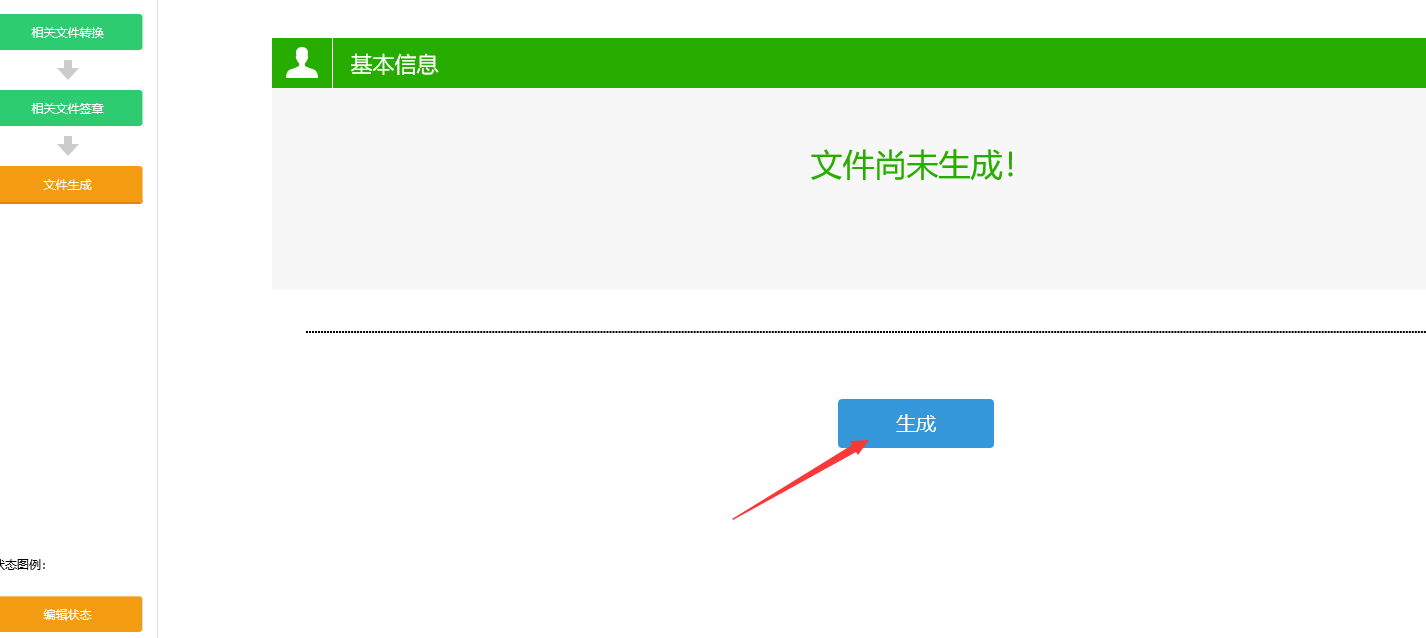 相关文件转换
相关文件签章
文件生成
基本信息
文件尚未生成！
生成
状态图例：
编辑状态